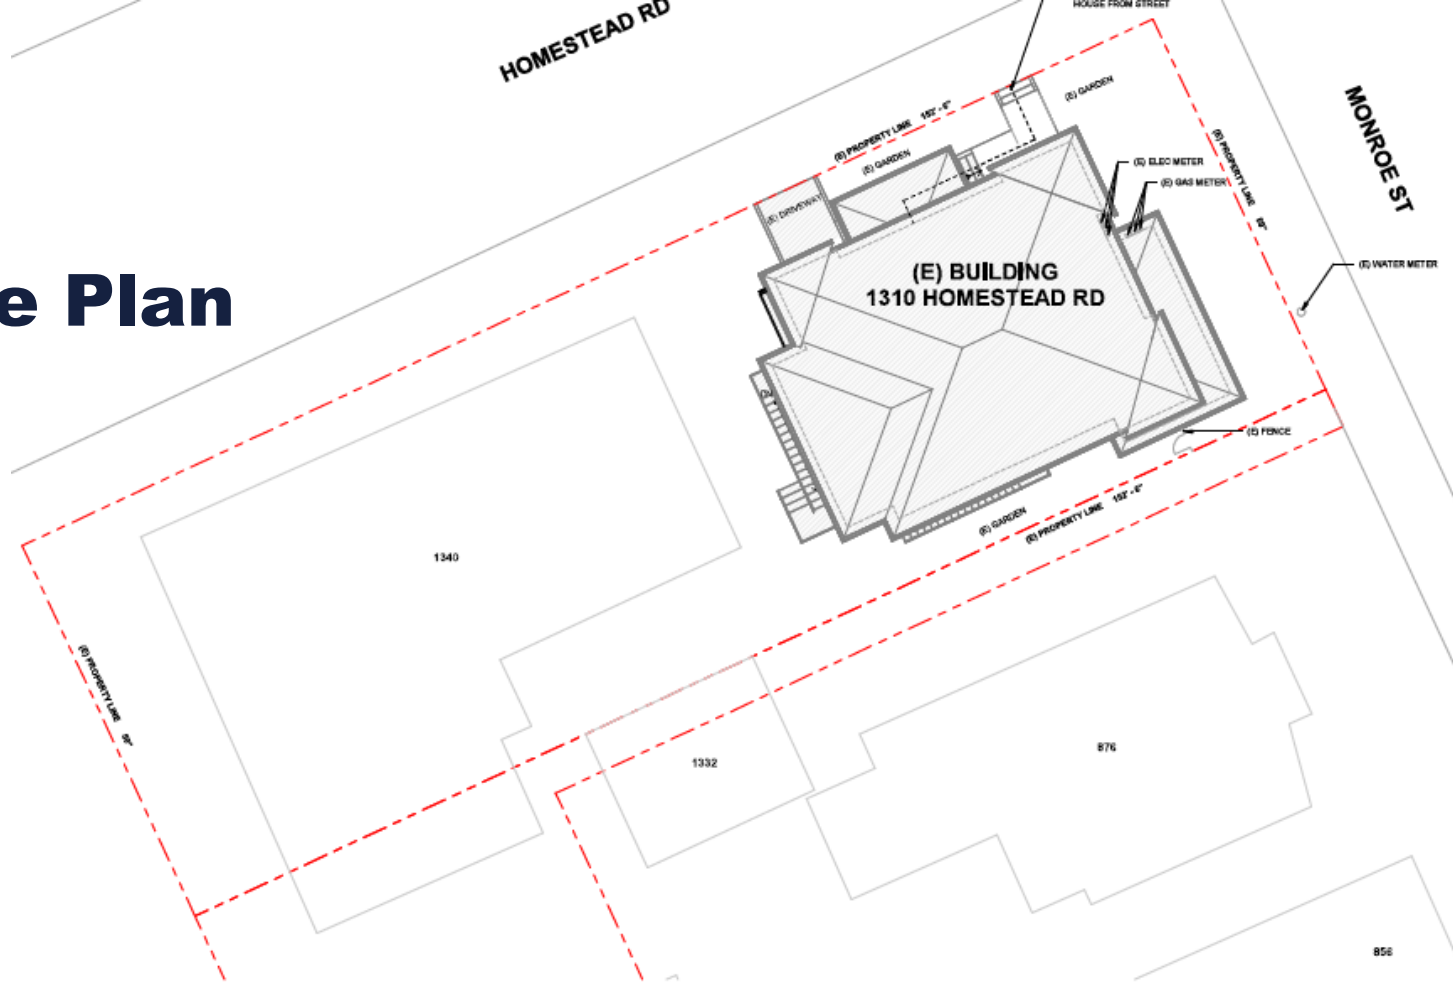 HOUSE FROM STREET
HOMESTEAD RD
(E) GARDEN
MONROE ST
(E) PROPERTY LINE 152' - 6"
(E) GARDEN
(E) PROPERTY LINE
(E) ELEC METER
(E) GAS METER
(E) DRIVEWAY
(E) WATER METER
(E) BUILDING
1310 HOMESTEAD RD
e Plan
(E) FENCE
(E) GARDEN
(E) PROPERTY LINE 152' - 6"
1340
(E) PROPERTY LINE
1332
876
856